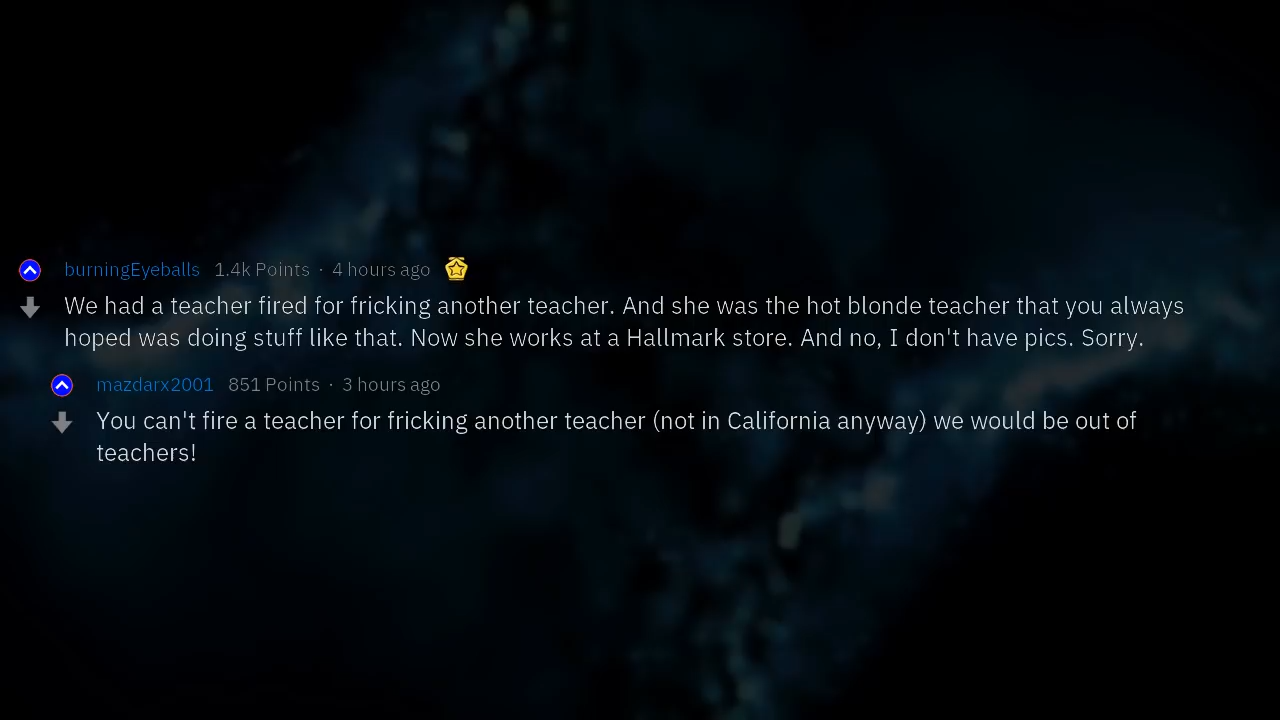 burningEyeballs 1.4k Points · 4 hours ago
We had a teacher fired for fricking another teacher. And she was the hot blonde teacher that you always
hoped was doing stuff like that. Now she works at a Hallmark store. And no, I don't have pics. Sorry.
mazdarx2001 851 Points · 3 hours ago
You can't fire a teacher for fricking another teacher (not in California anyway) we would be out of
teachers!